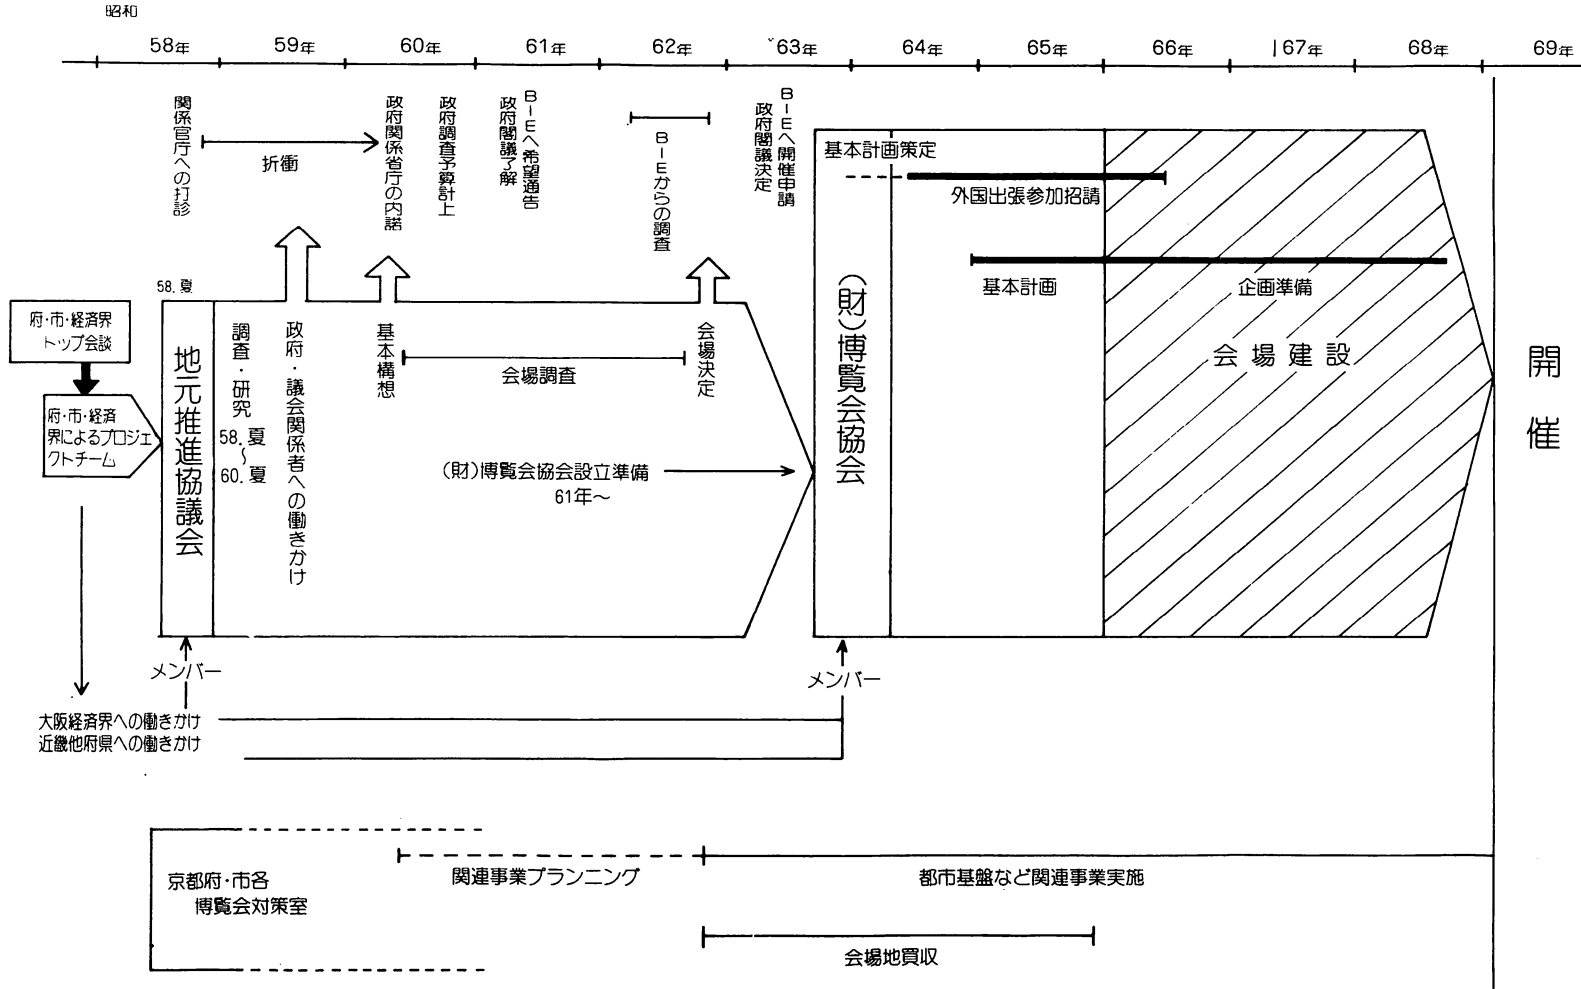 昭和
58年
59年
60年
61年
62年
63年
64年
65年
66年
67年
68年
69年
関係官庁への打診
折衝
政府関係省庁の内諾
政府調査予算計上
BIEへ希望通告
政府閣議了解
BIEからの調査
BIEへ開催申請
政府閣議決定
基本計画策定
外国出張参加招請
基本計画
企画準備
会場建設
(財)博覧会協会
開催
58.夏
府・市・経済界
トップ会談
府・市・経済
界によるプロジェ
クトチーム
地元推進協議会
調査・研究
58.夏
〜
60.夏
政府・議会関係者への働きかけ
基本構想
会場調査
会場決定
(財)博覧会協会設立準備
61年〜
メンバー
メンバー
大阪経済界への働きかけ
近畿他府県への働きかけ
京都府・市各
博覧会対策室
関連事業プランニング
都市基盤など関連事業実施
会場地買収